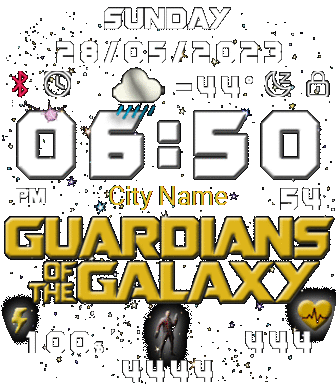 SUNDAY
28/05/2023
-44°
06:50
PM City Name 54
GUARDIANS
OF THE GALAXY
100% 444
4444